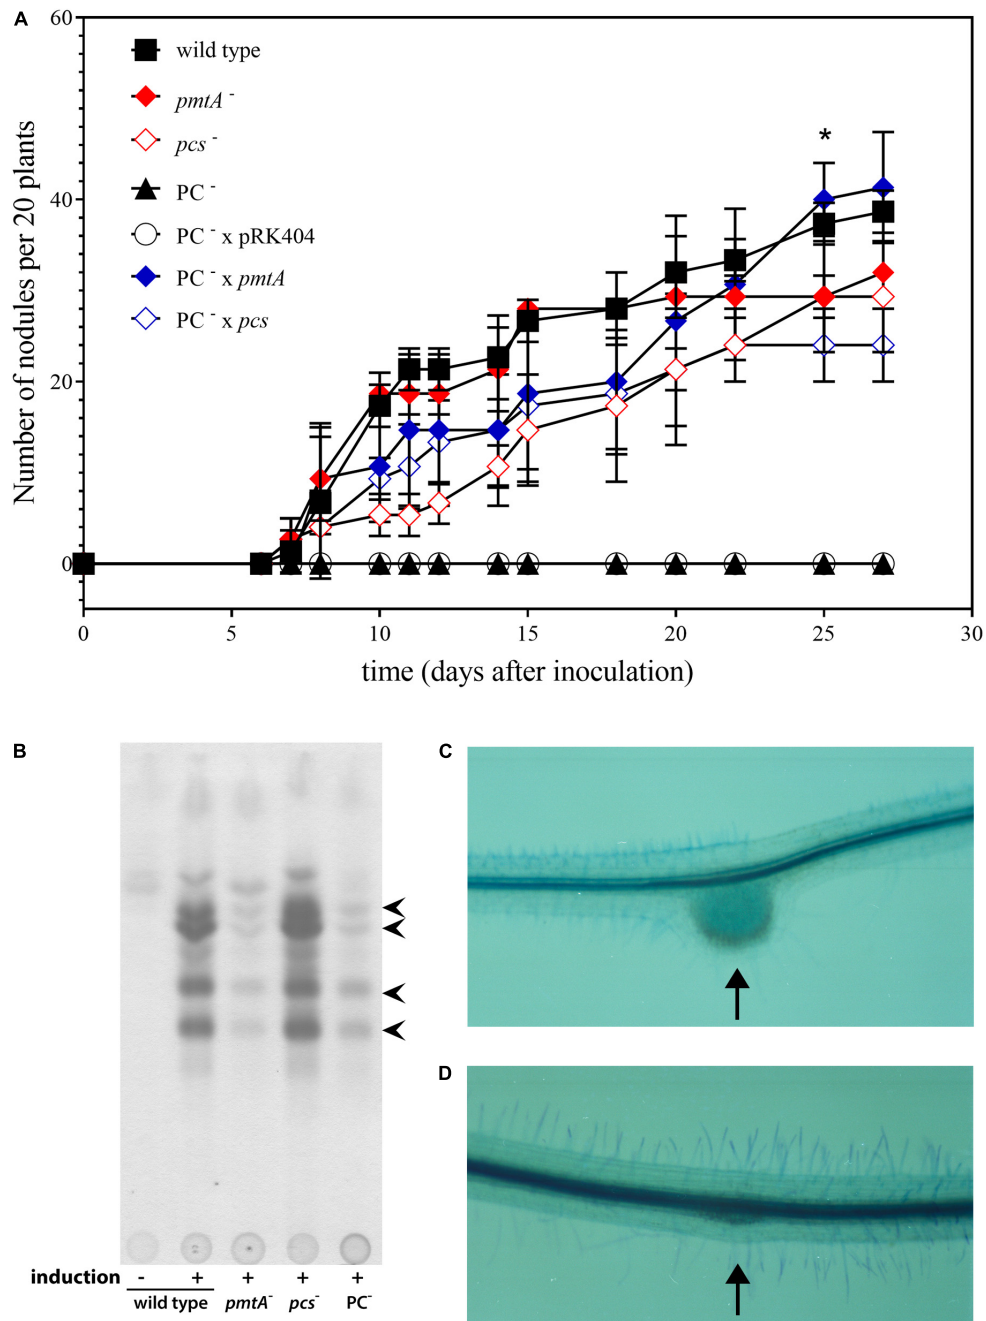 A
60
40
20
0
Number of nodules per 20 plants
wild type
pmtA -
pcs -
PC -
PC - x pRK404
PC - x pmtA
PC - x pcs
*
0 5 10 15 20 25 30
time (days after inoculation)
B
induction - + + + +
wild type pmtA- pcs- PC-
C
D